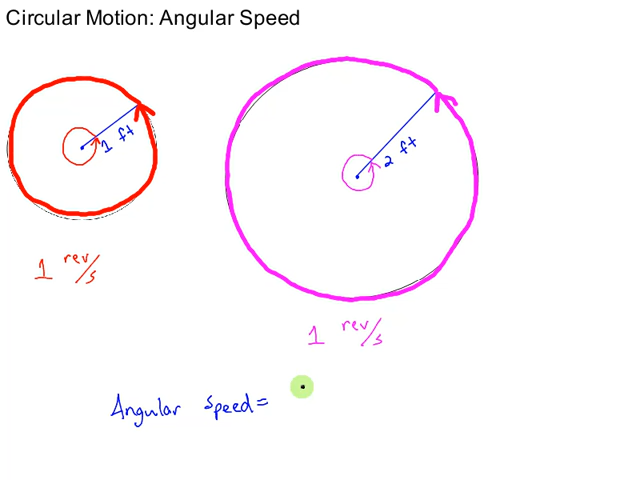 Circular Motion: Angular Speed
1 ft
2 ft
1 rev/s
1 rev/s
Angular speed=